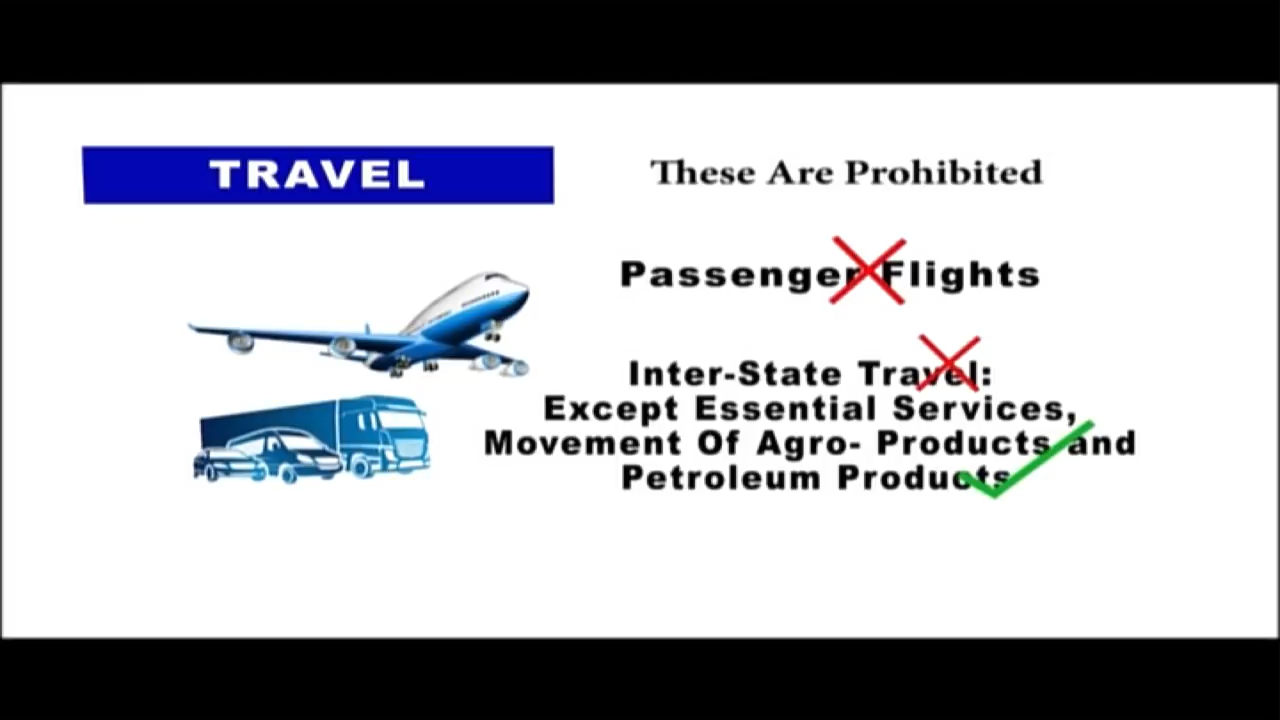 TRAVEL
These Are Prohibited
Passenger Flights
Inter-State Travel:
Except Essential Services,
Movement Of Agro- Products and
Petroleum Products